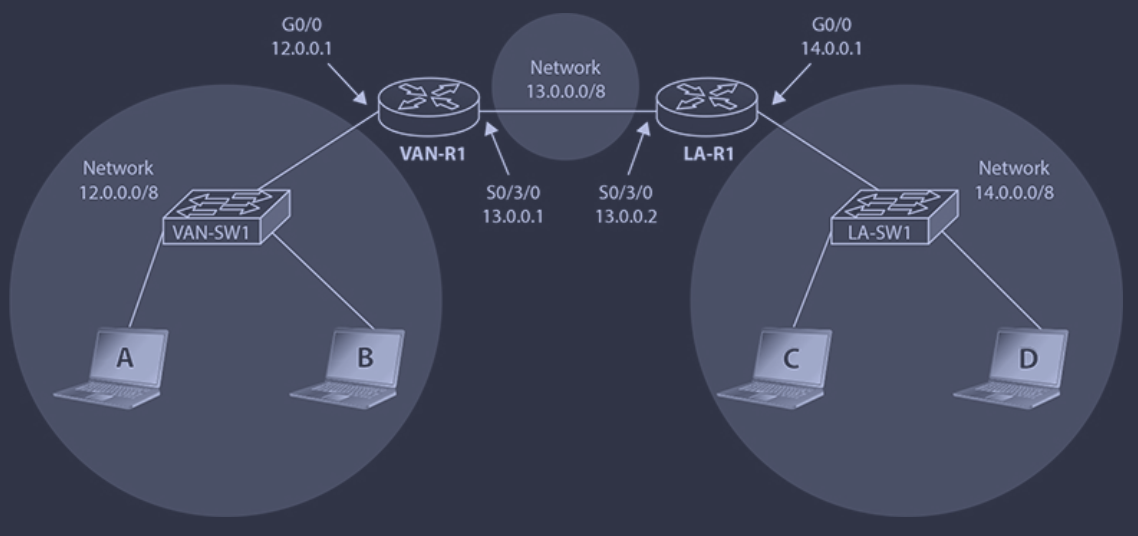 G0/0
12.0.0.1
G0/0
14.0.0.1
Network
13.0.0.0/8
VAN-R1
LA-R1
Network
12.0.0.0/8
S0/3/0
13.0.0.1
S0/3/0
13.0.0.2
Network
14.0.0.0/8
VAN-SW1
LA-SW1
A
B
C
D